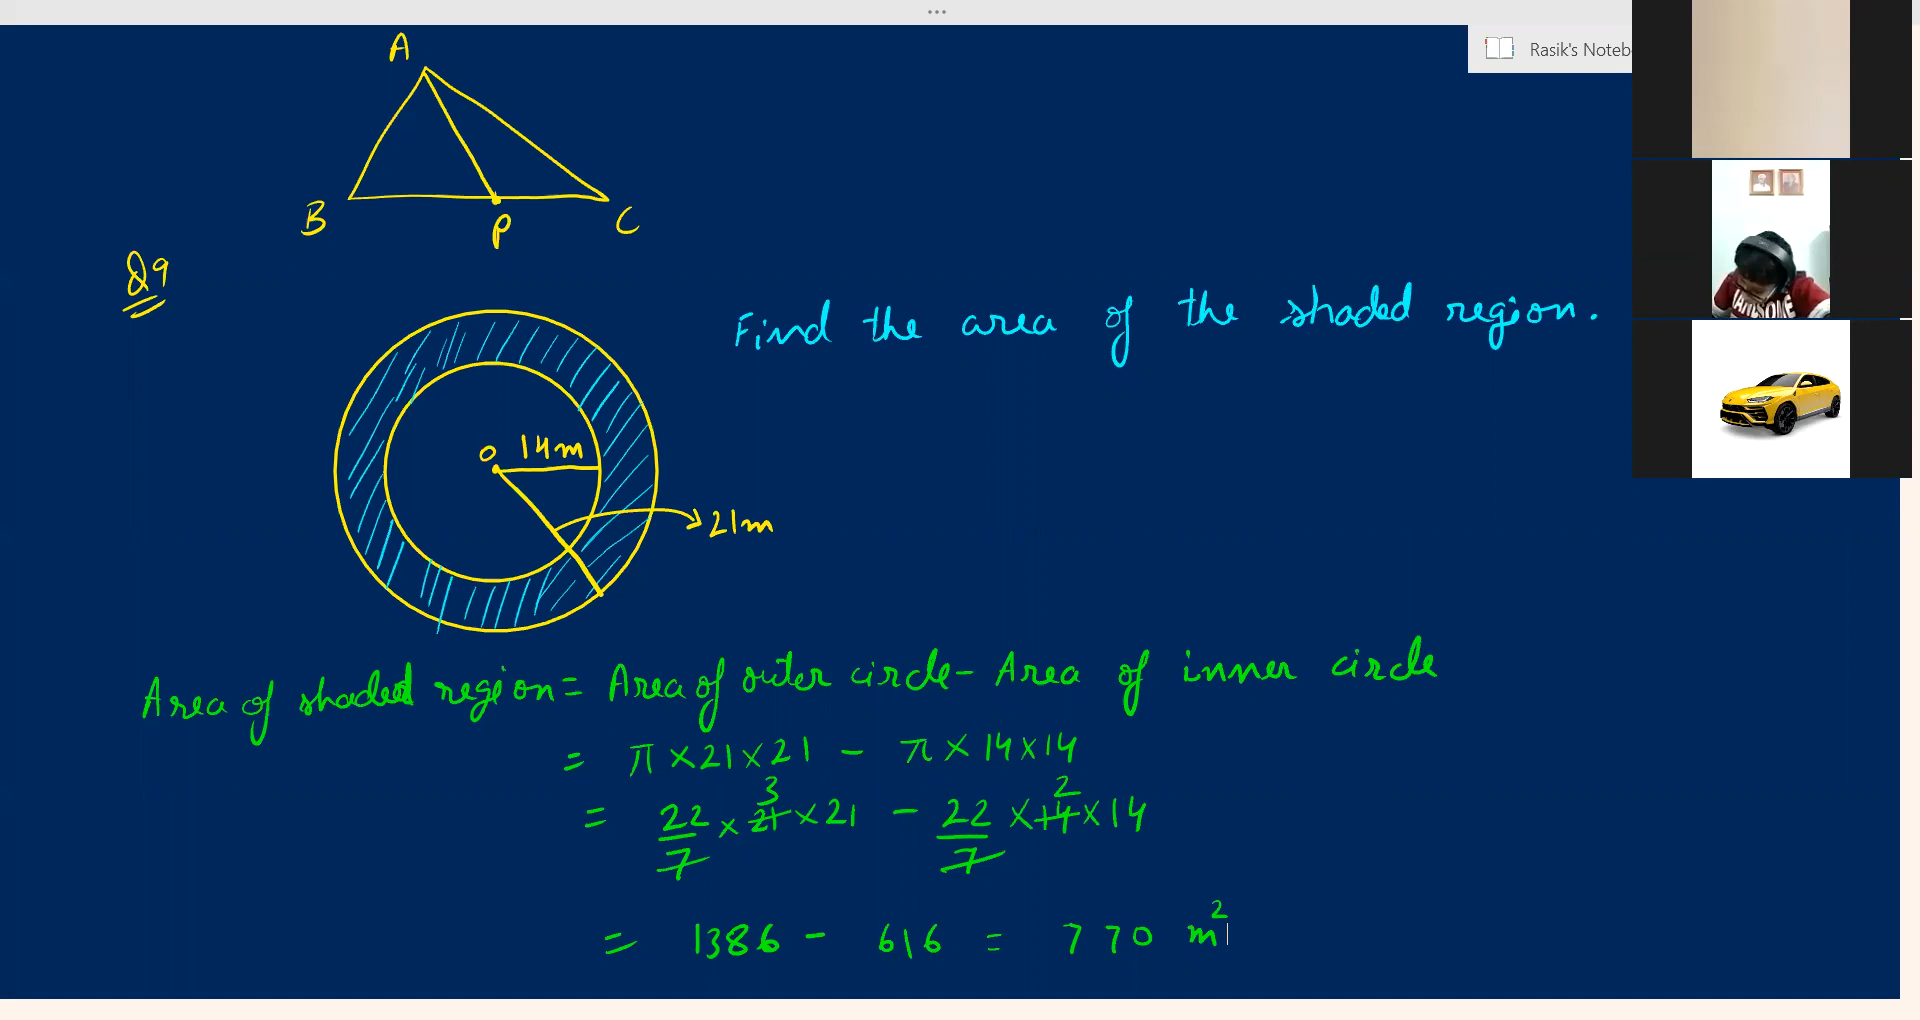 ...
Rasik's Noteb
A
B
P
C
Q9
Find the area of the shaded region.
O
14m
21m
Area of shaded region = Area of outer circle - Area of inner circle
= π × 21 × 21 - π × 14 × 14
3 2
= 22/7 × 21 × 21 - 22/7 × 14 × 14
= 1386 - 616 = 770 m²